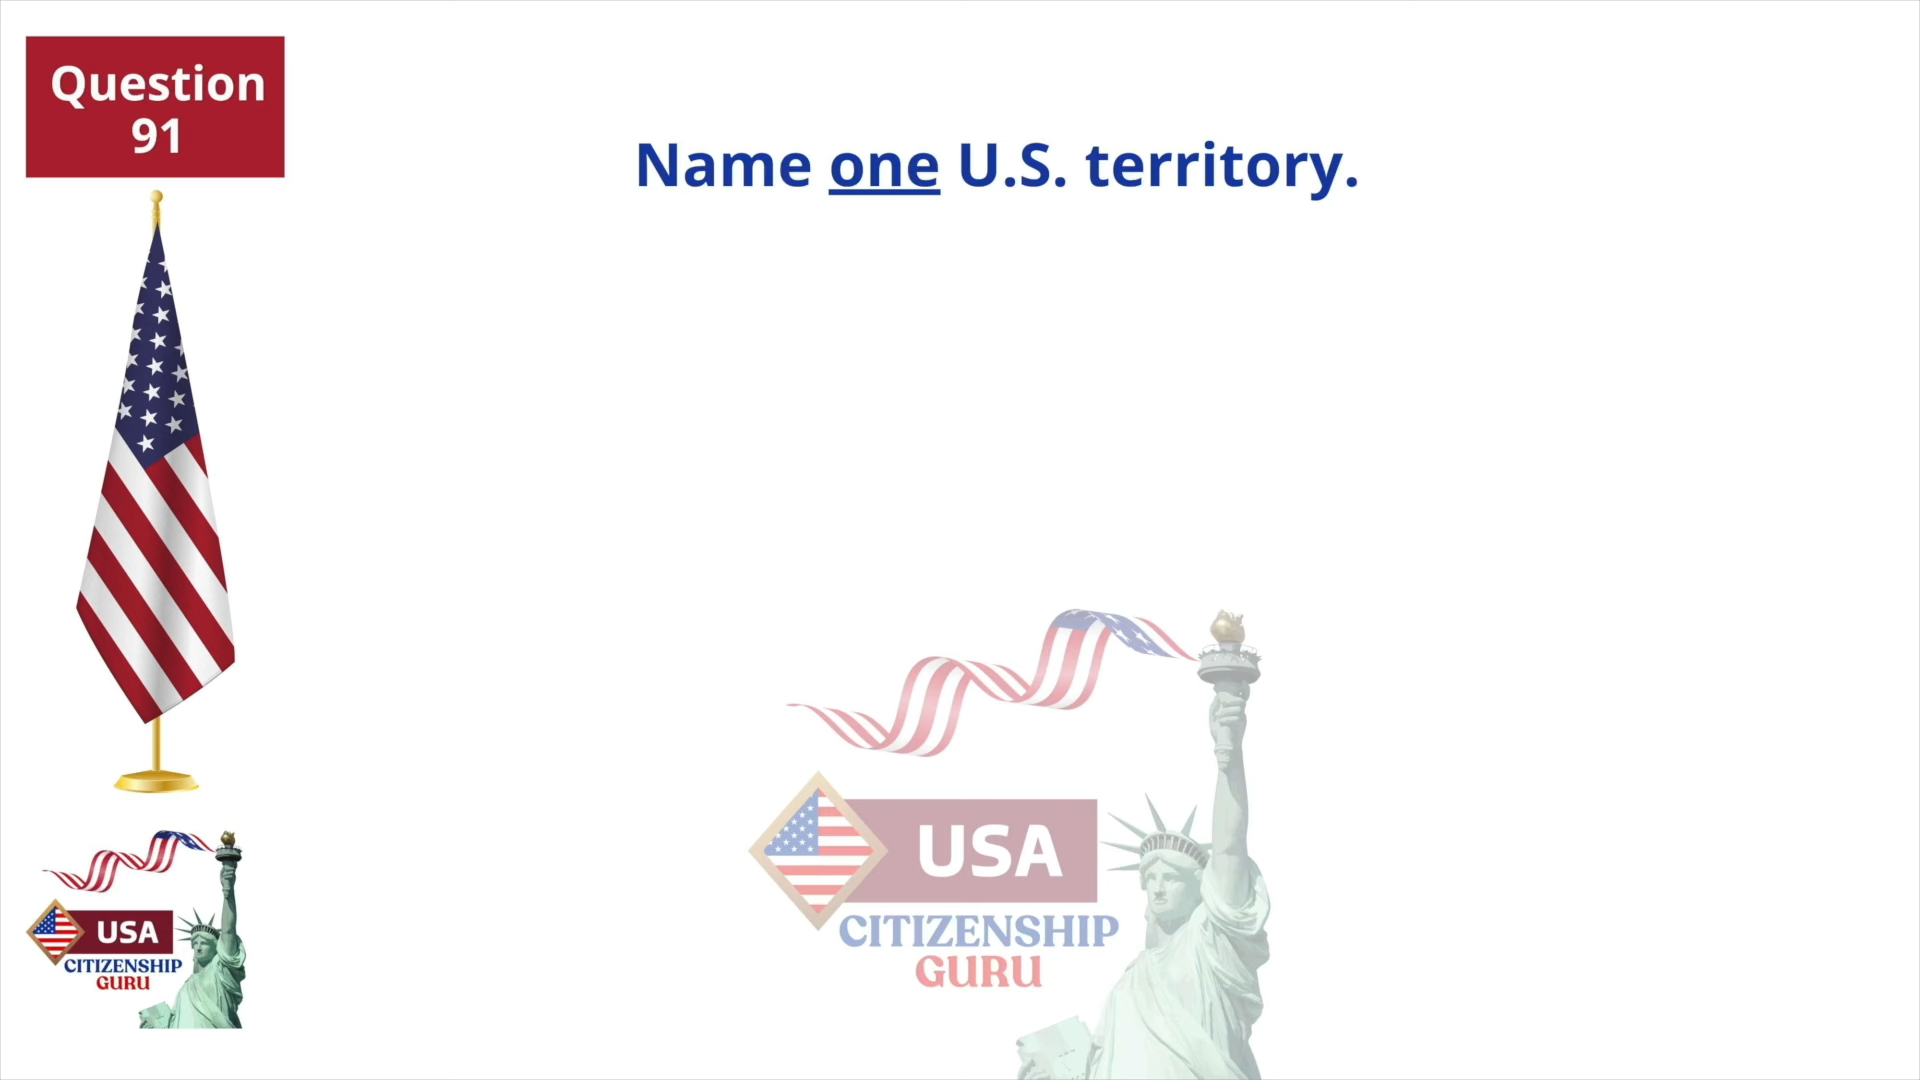 Question
91
Name one U.S. territory.
USA
CITIZENSHIP
GURU
USA
CITIZENSHIP
GURU